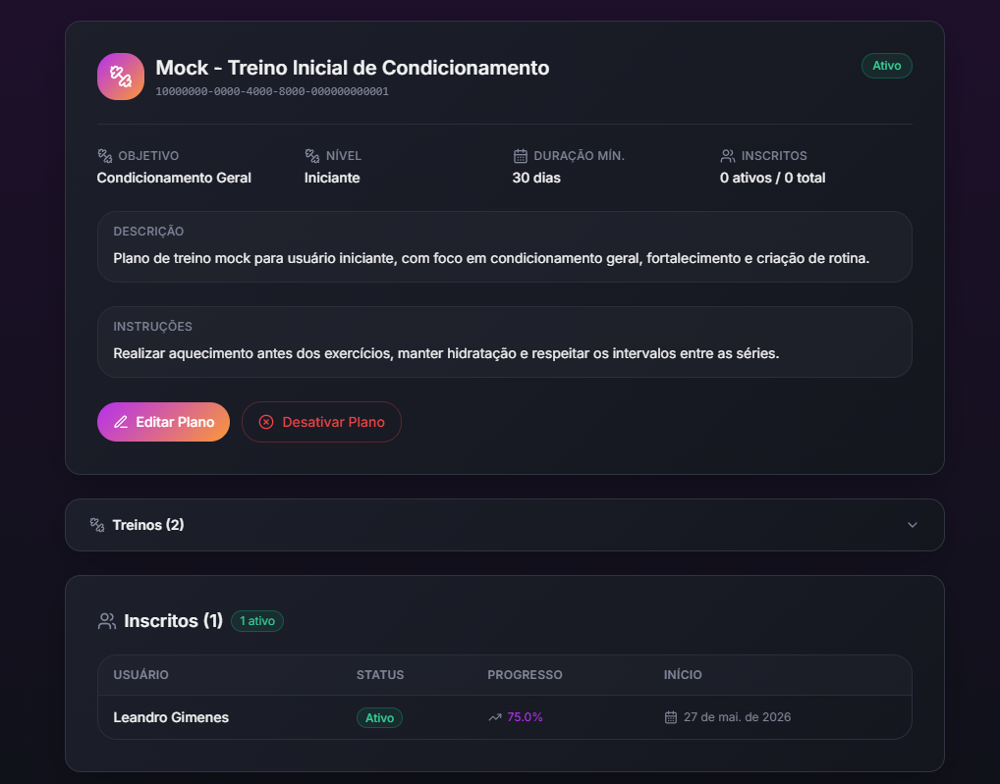 Mock - Treino Inicial de Condicionamento
Ativo
10000000-0000-4000-8000-000000000001
OBJETIVO
NÍVEL
DURAÇÃO MÍN.
INSCRITOS
Condicionamento Geral
Iniciante
30 dias
0 ativos / 0 total
DESCRIÇÃO
Plano de treino mock para usuário iniciante, com foco em condicionamento geral, fortalecimento e criação de rotina.
INSTRUÇÕES
Realizar aquecimento antes dos exercícios, manter hidratação e respeitar os intervalos entre as séries.
Editar Plano
Desativar Plano
Treinos (2)
Inscritos (1)
1 ativo
USUÁRIO
STATUS
PROGRESSO
INÍCIO
Leandro Gimenes
Ativo
75.0%
27 de mai. de 2026